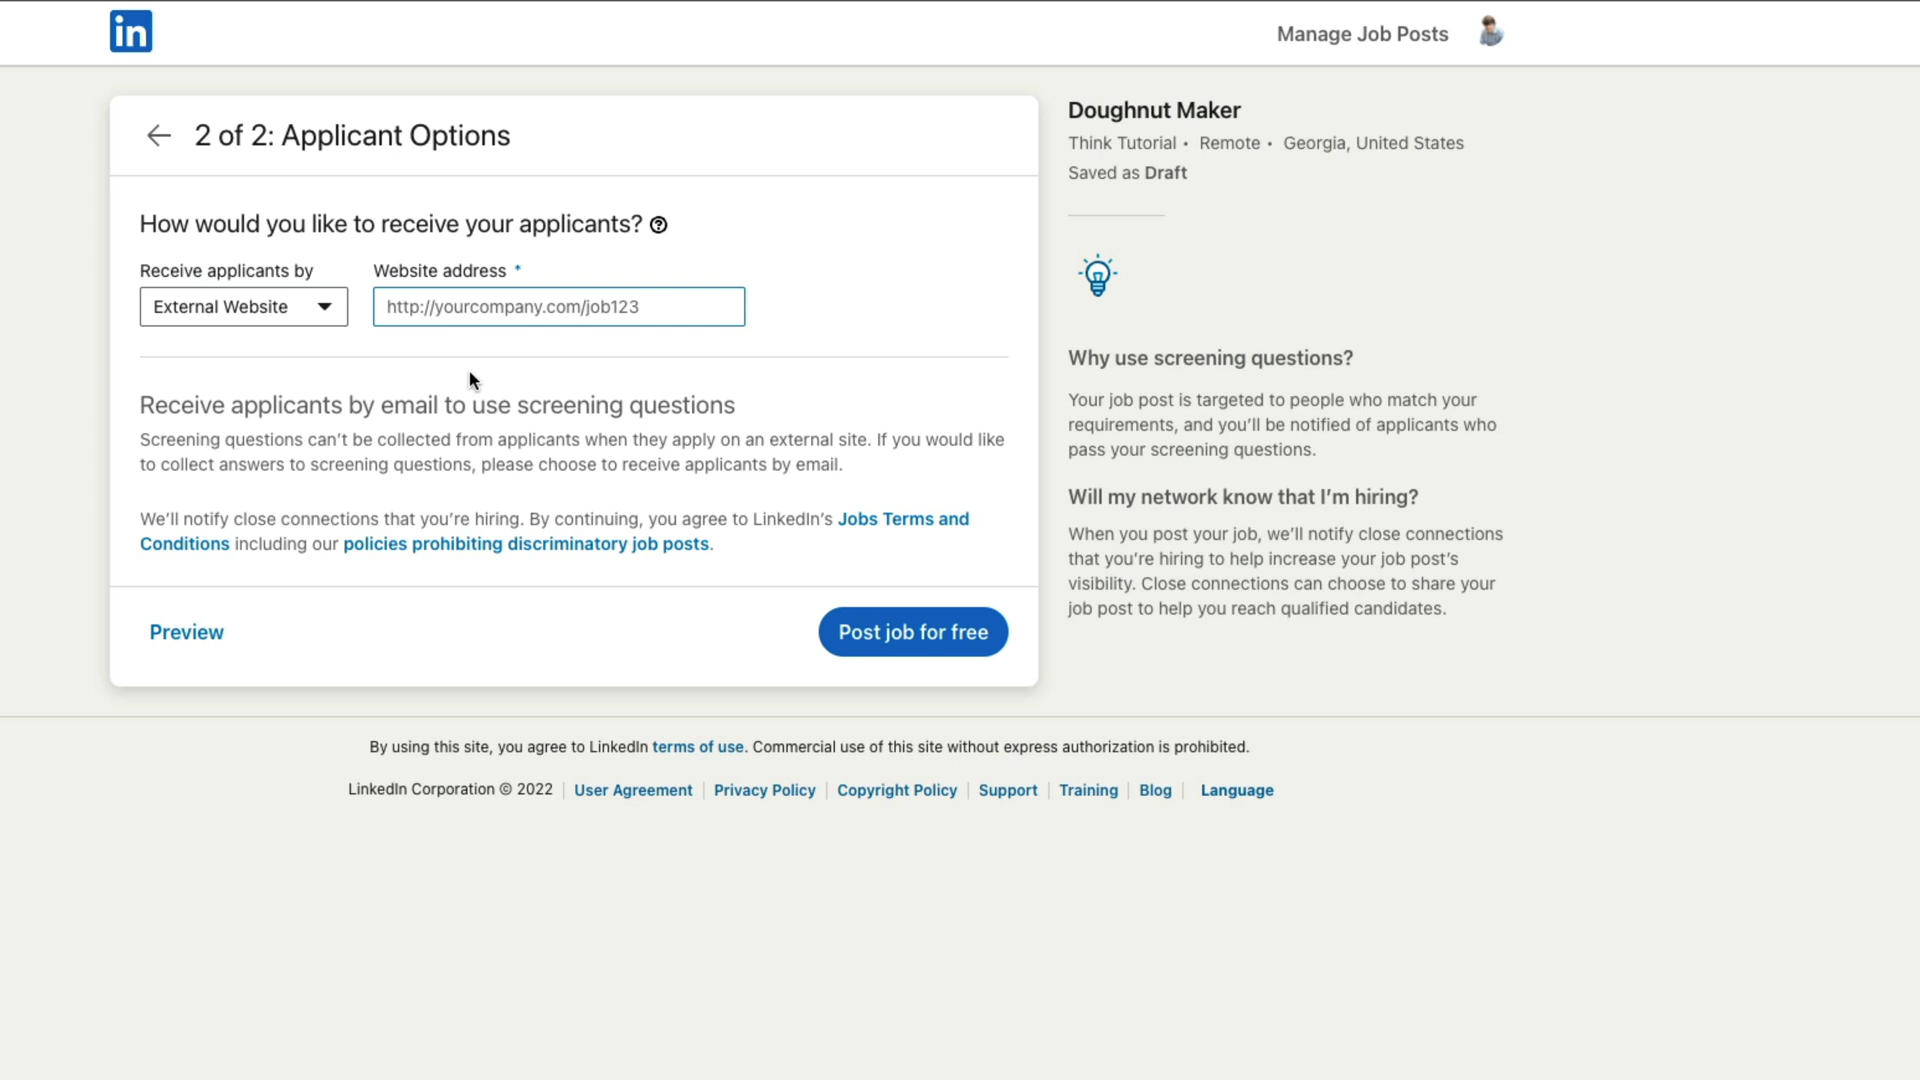 in
Manage Job Posts
2 of 2: Applicant Options
How would you like to receive your applicants?
Receive applicants by
Website address *
External Website
http://yourcompany.com/job123
Receive applicants by email to use screening questions
Screening questions can’t be collected from applicants when they apply on an external site. If you would like
to collect answers to screening questions, please choose to receive applicants by email.
We’ll notify close connections that you’re hiring. By continuing, you agree to LinkedIn’s Jobs Terms and
Conditions including our policies prohibiting discriminatory job posts.
Preview
Post job for free
Doughnut Maker
Think Tutorial • Remote • Georgia, United States
Saved as Draft
Why use screening questions?
Your job post is targeted to people who match your
requirements, and you’ll be notified of applicants who
pass your screening questions.
Will my network know that I’m hiring?
When you post your job, we’ll notify close connections
that you’re hiring to help increase your job post’s
visibility. Close connections can choose to share your
job post to help you reach qualified candidates.
By using this site, you agree to LinkedIn terms of use. Commercial use of this site without express authorization is prohibited.
LinkedIn Corporation © 2022 | User Agreement | Privacy Policy | Copyright Policy | Support | Training | Blog | Language